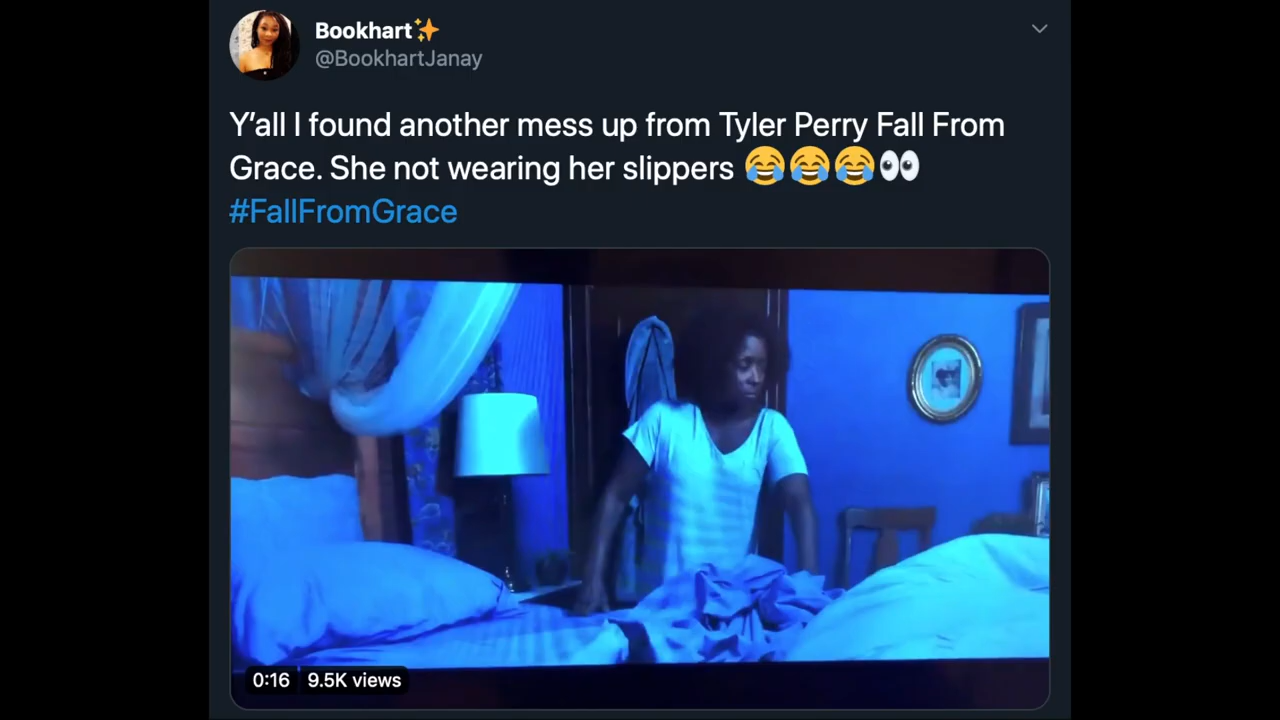 Bookhart✨
@BookhartJanay
Y'all I found another mess up from Tyler Perry Fall From
Grace. She not wearing her slippers 😂😂😂👀
#FallFromGrace
0:16 9.5K views